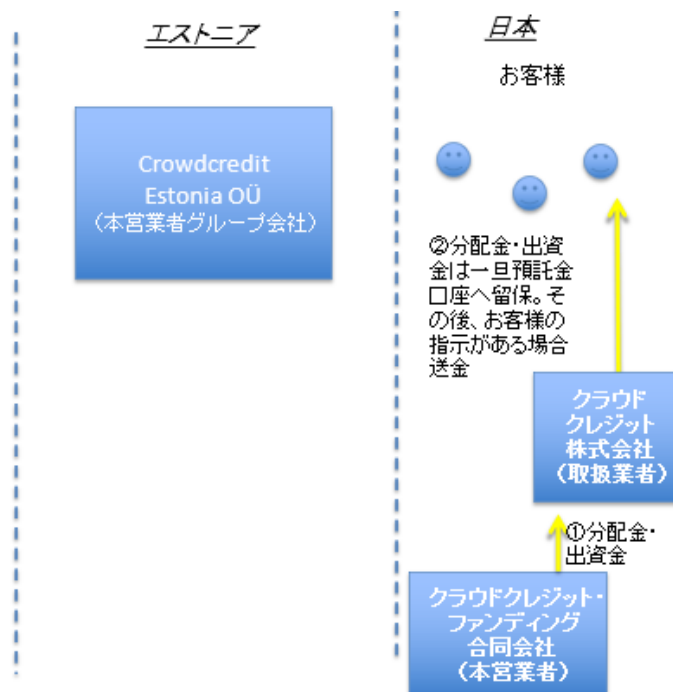 エストニア
日本
お客様
Crowdcredit
Estonia OÜ
（本営業者グループ会社）
②分配金・出資
金は一旦預託金
口座へ留保。そ
の後、お客様の
指示がある場合
送金
クラウド
クレジット
株式会社
（取扱業者）
①分配金・
出資金
クラウドクレジット・
ファンディング
合同会社
（本営業者）